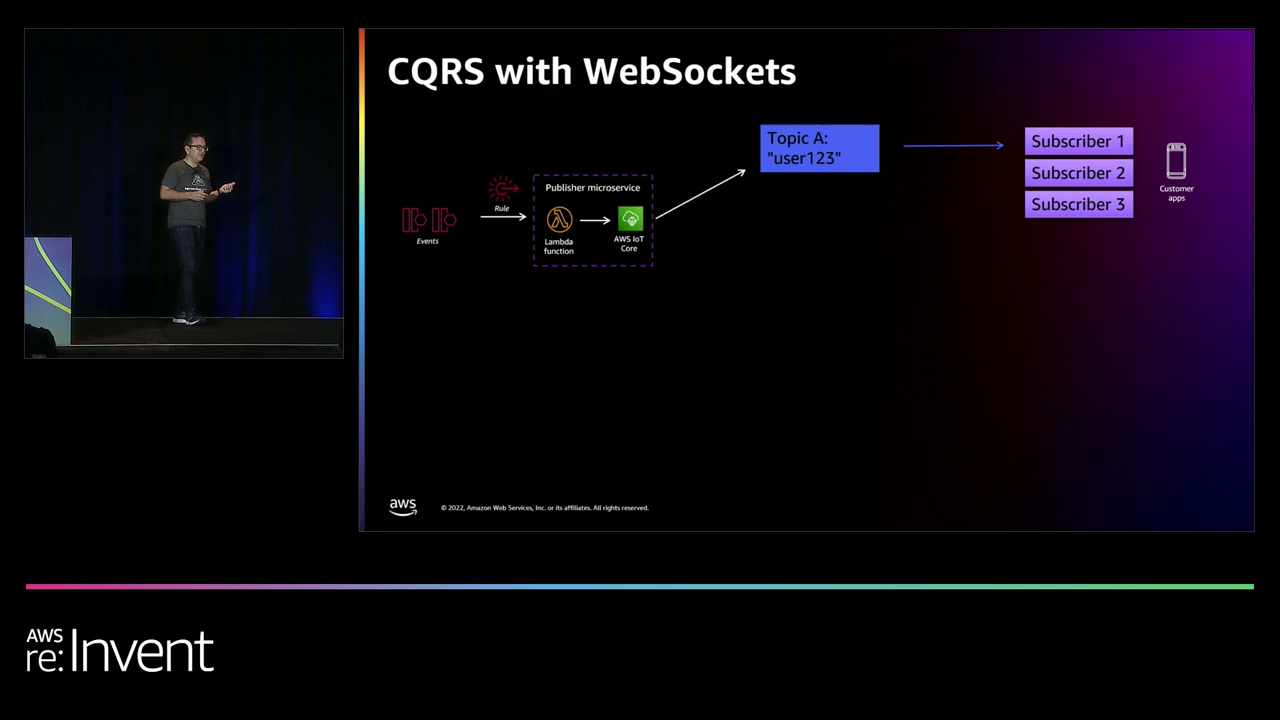 CQRS with WebSockets
Topic A:
"user123"
Subscriber 1
Subscriber 2
Subscriber 3
Customer
apps
Publisher microservice
Rule
Events
Lambda
function
AWS IoT
Core
aws
© 2022, Amazon Web Services, Inc. or its affiliates. All rights reserved.
AWS
re:Invent